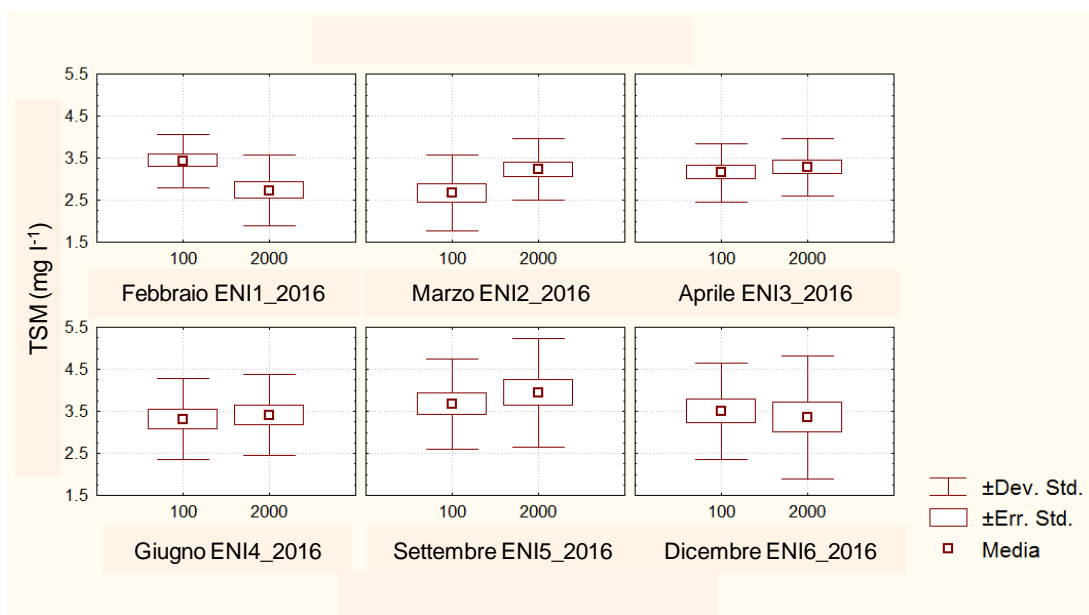 TSM (mg l-1)
5.5
4.5
3.5
2.5
1.5
100 2000
100 2000
100 2000
Febbraio ENI1_2016
Marzo ENI2_2016
Aprile ENI3_2016
5.5
4.5
3.5
2.5
1.5
100 2000
100 2000
100 2000
Giugno ENI4_2016
Settembre ENI5_2016
Dicembre ENI6_2016
±Dev. Std.
±Err. Std.
Media